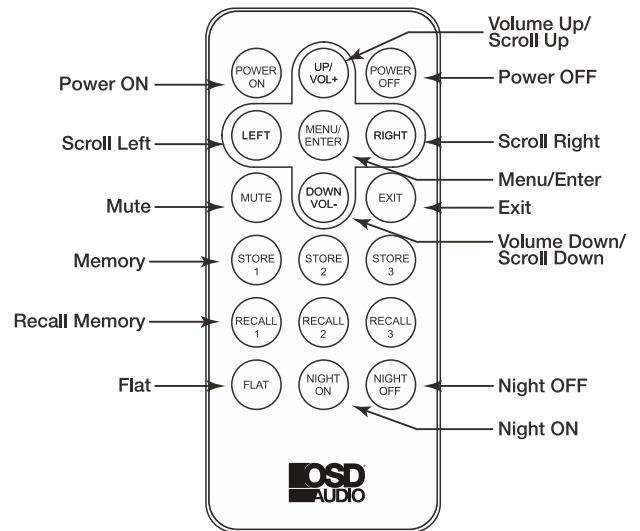 Volume Up/
Scroll Up
Power ON
POWER
ON
UP/
VOL+
POWER
OFF
Power OFF
Scroll Left
LEFT
MENU/
ENTER
RIGHT
Scroll Right
Menu/Enter
Mute
MUTE
DOWN
VOL-
EXIT
Exit
Volume Down/
Scroll Down
Memory
STORE
1
STORE
2
STORE
3
Recall Memory
RECALL
1
RECALL
2
RECALL
3
Flat
FLAT
NIGHT
ON
NIGHT
OFF
Night OFF
Night ON
OSD
AUDIO